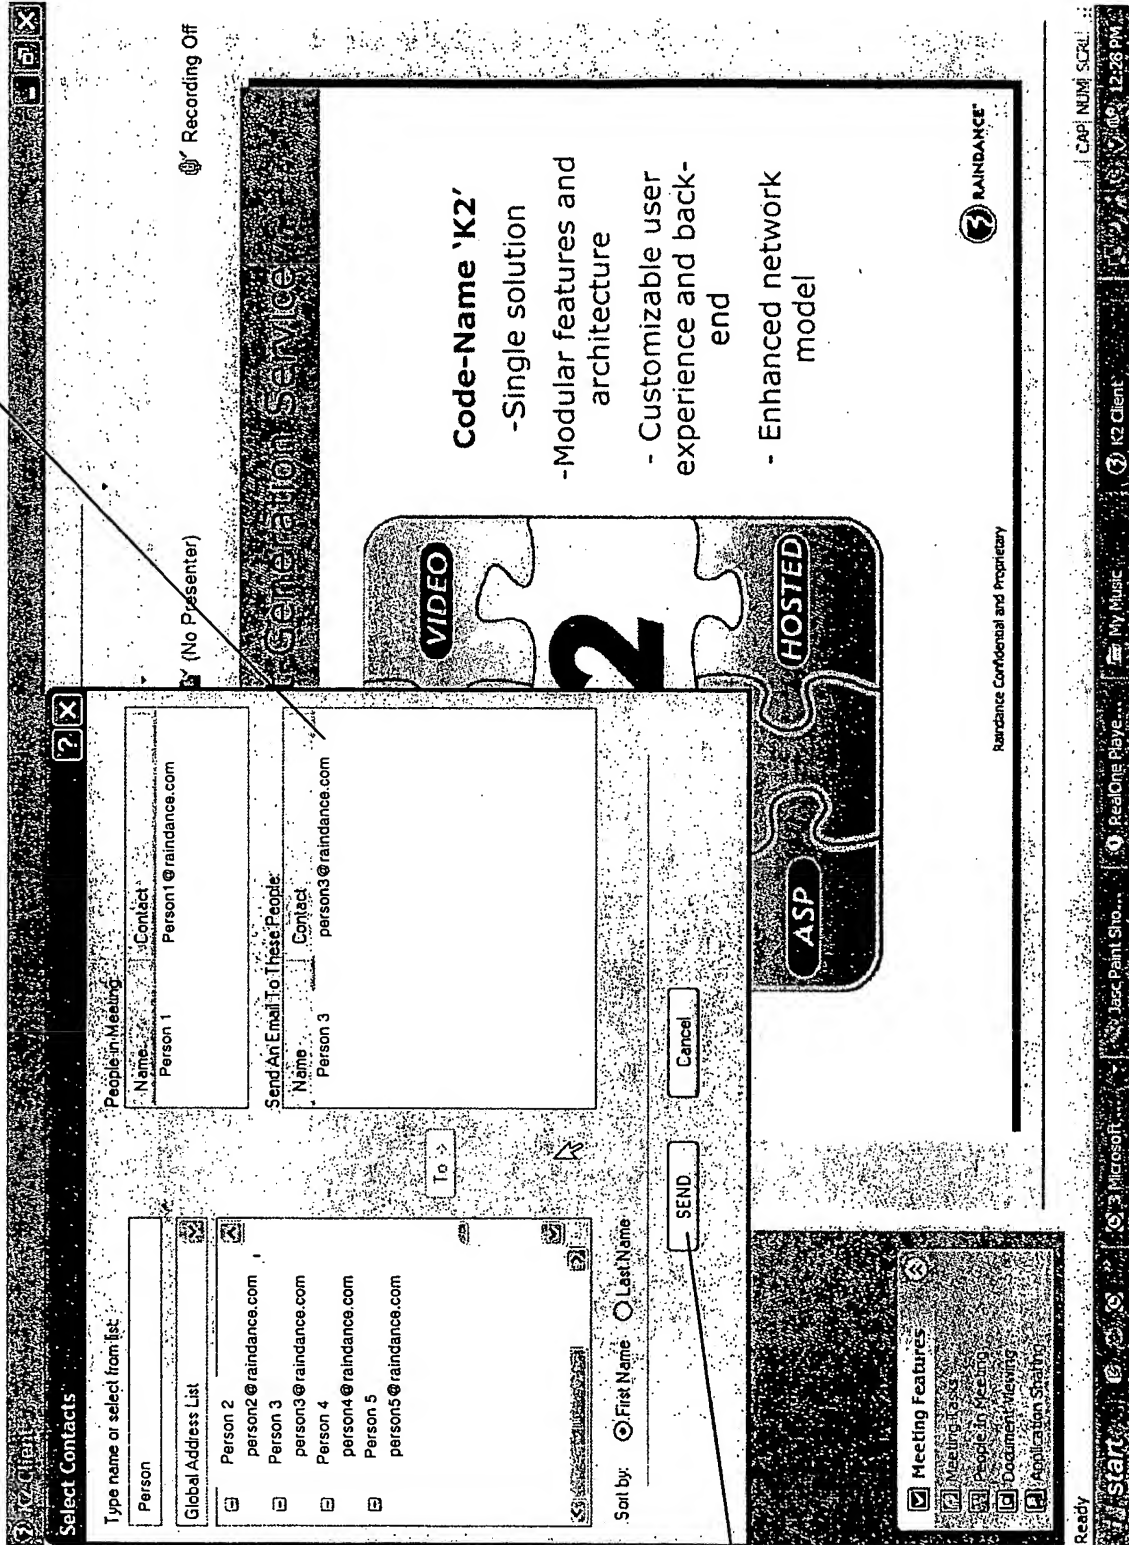 K2 Client
Select Contacts
Type name or select from list:
Person
Global Address List
Person 2
person2@raindance.com
Person 3
person3@raindance.com
Person 4
person4@raindance.com
Person 5
person5@raindance.com
Sort by: First Name Last Name
To >
People in Meeting:
Name Contact
Person 1 Person1@raindance.com
Send An Email To These People:
Name Contact
Person 3 person3@raindance.com
SEND Cancel
(No Presenter)
Recording Off
-Generation Service
VIDEO
2
HOSTED
ASP
Code-Name 'K2'
-Single solution
-Modular features and
architecture
- Customizable user
experience and back-
end
- Enhanced network
model
Raindance Confidential and Proprietary
RAINDANCE
Meeting Features
Meeting Tasks
People in Meeting
Document Viewing
Application Sharing
Ready
CAP NUM SCRL
start
Microsoft...
Jasc Paint Sho...
RealOne Playe...
My Music
K2 Client
12:28 PM